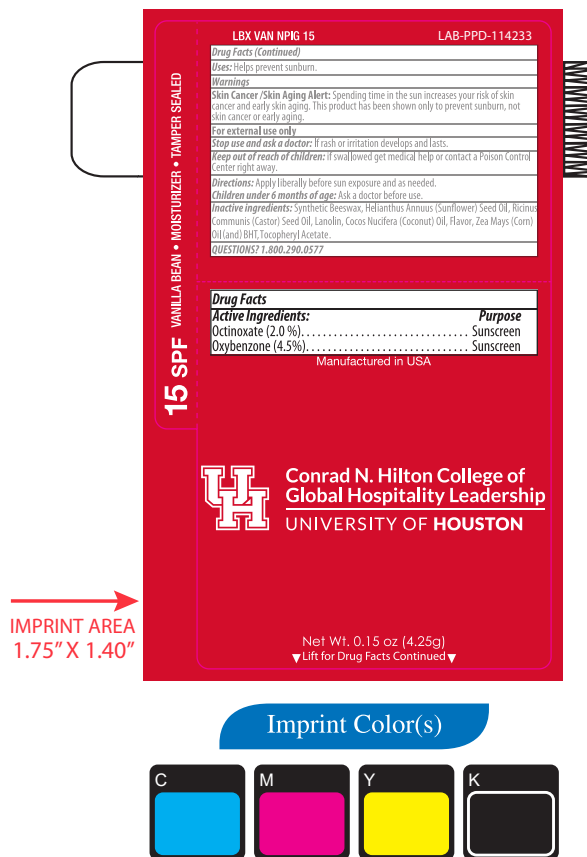 LBX VAN NPIG 15
LAB-PPD-114233
Drug Facts (Continued)
Uses: Helps prevent sunburn.
Warnings
Skin Cancer /Skin Aging Alert: Spending time in the sun increases your risk of skin
cancer and early skin aging. This product has been shown only to prevent sunburn, not
skin cancer or early aging.
For external use only
Stop use and ask a doctor: If rash or irritation develops and lasts.
Keep out of reach of children: if swallowed get medical help or contact a Poison Control
Center right away.
Directions: Apply liberally before sun exposure and as needed.
Children under 6 months of age: Ask a doctor before use.
Inactive ingredients: Synthetic Beeswax, Helianthus Annuus (Sunflower) Seed Oil, Ricinus
Communis (Castor) Seed Oil, Lanolin, Cocos Nucifera (Coconut) Oil, Flavor, Zea Mays (Corn)
Oil (and) BHT, Tocopheryl Acetate.
QUESTIONS? 1.800.290.0577
Drug Facts
Active Ingredients: Purpose
Octinoxate (2.0 %)............................. Sunscreen
Oxybenzone (4.5%)............................ Sunscreen
Manufactured in USA
15 SPF VANILLA BEAN • MOISTURIZER • TAMPER SEALED
UH
Conrad N. Hilton College of
Global Hospitality Leadership
UNIVERSITY OF HOUSTON
IMPRINT AREA
1.75” X 1.40”
Net Wt. 0.15 oz (4.25g)
▼Lift for Drug Facts Continued▼
Imprint Color(s)
C M Y K